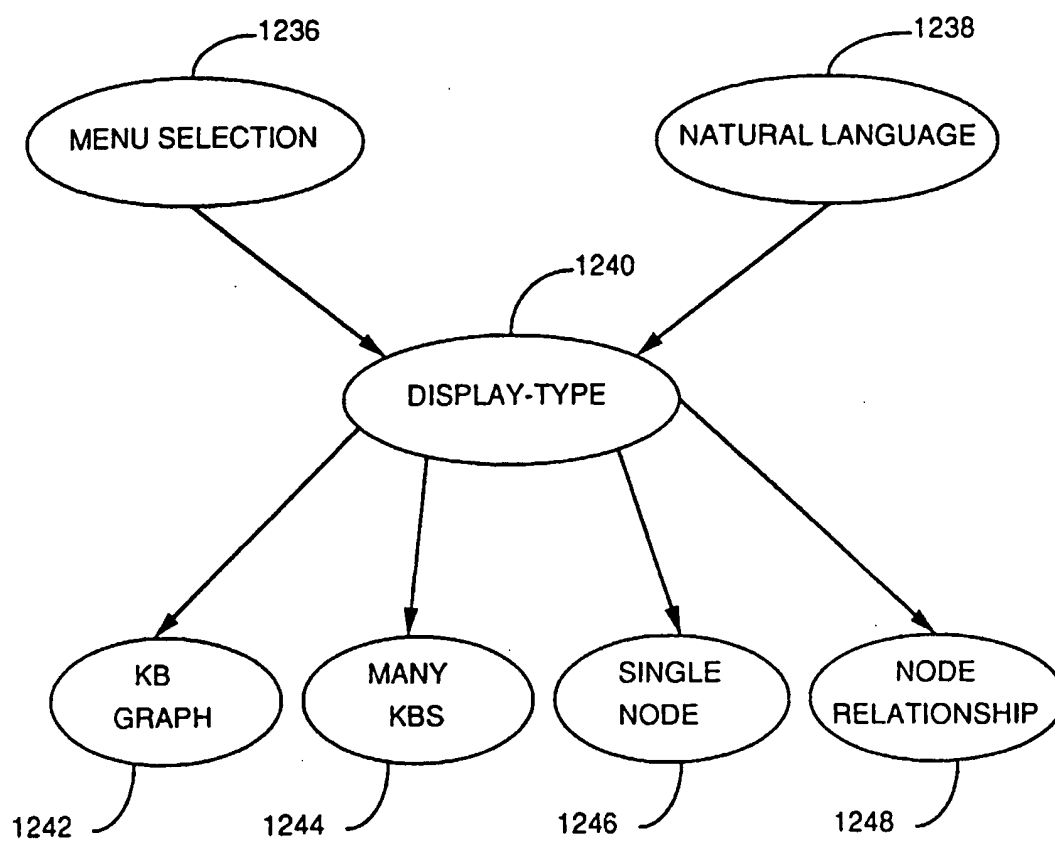 1236
1238
MENU SELECTION
NATURAL LANGUAGE
1240
DISPLAY-TYPE
KB
GRAPH
MANY
KBS
SINGLE
NODE
NODE
RELATIONSHIP
1242
1244
1246
1248